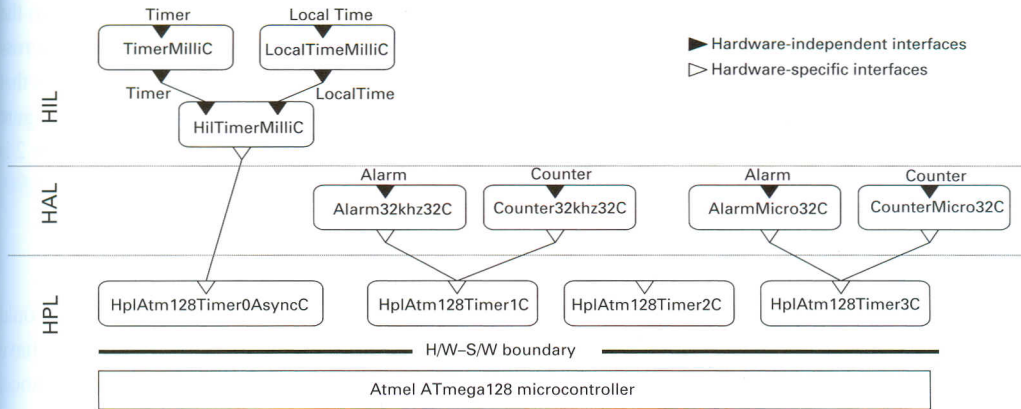 Timer
Local Time
TimerMilliC
LocalTimeMilliC
Hardware-independent interfaces
Hardware-specific interfaces
Timer
LocalTime
HIL
HilTimerMilliC
Alarm
Counter
Alarm
Counter
HAL
Alarm32khz32C
Counter32khz32C
AlarmMicro32C
CounterMicro32C
HPL
HplAtm128Timer0AsyncC
HplAtm128Timer1C
HplAtm128Timer2C
HplAtm128Timer3C
H/W–S/W boundary
Atmel ATmega128 microcontroller